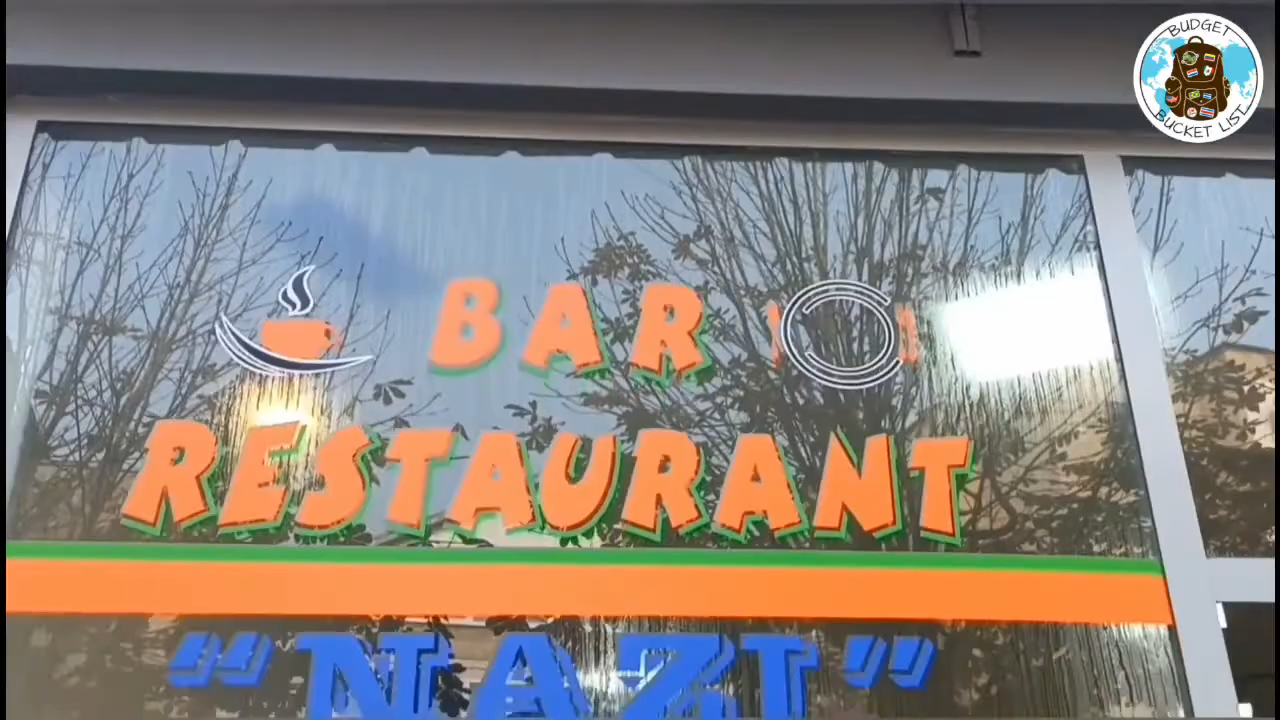 BUDGET
BUCKET LIST
BAR
RESTAURANT
"NAZI"